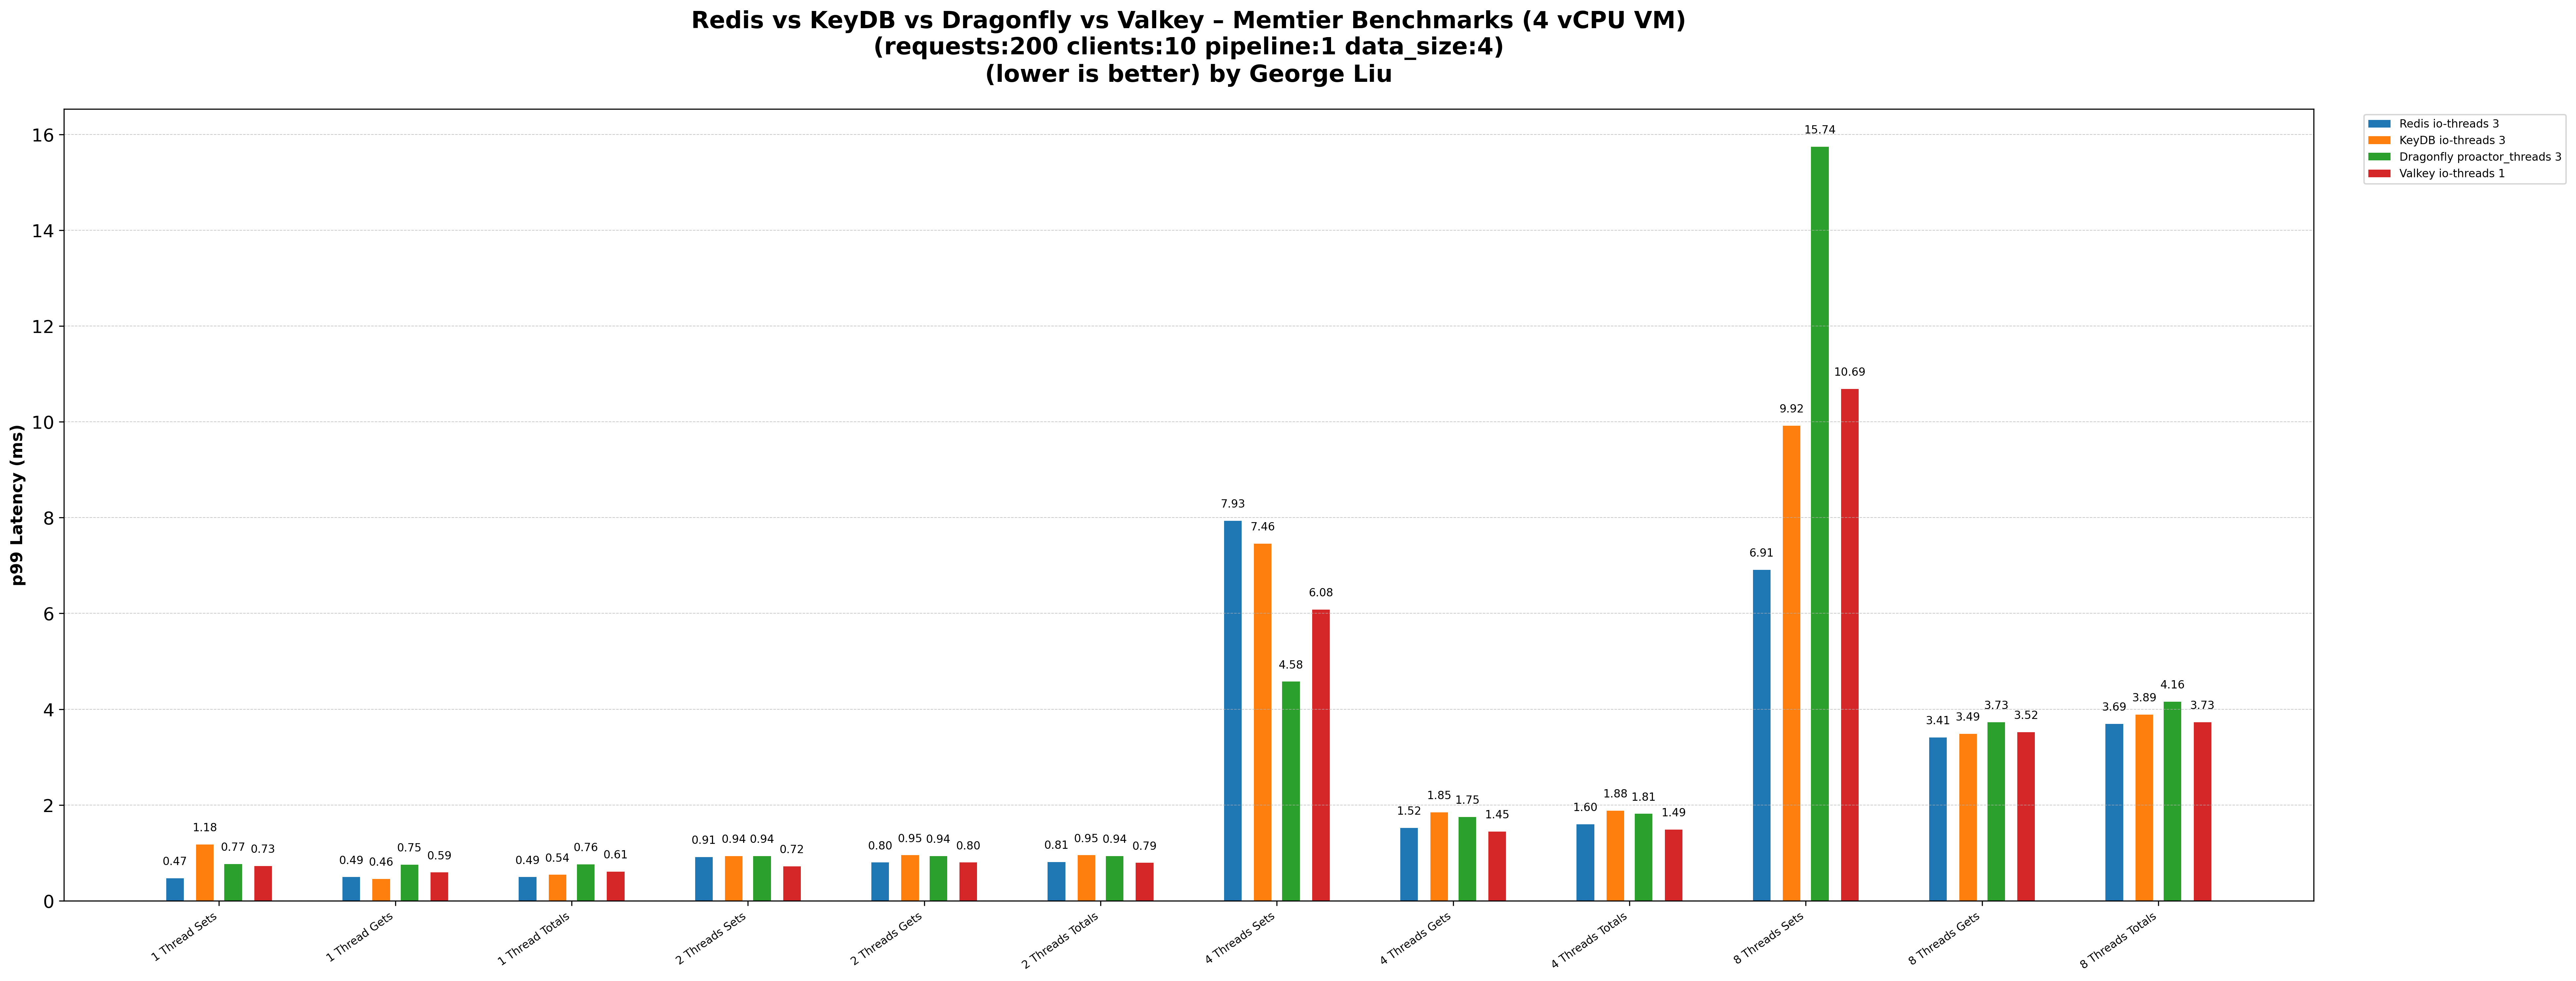 Redis vs KeyDB vs Dragonfly vs Valkey – Memtier Benchmarks (4 vCPU VM)
(requests:200 clients:10 pipeline:1 data_size:4)
(lower is better) by George Liu
Redis io-threads 3
KeyDB io-threads 3
Dragonfly proactor_threads 3
Valkey io-threads 1
p99 Latency (ms)
16
14
12
10
8
6
4
2
0
0.47 1.18 0.77 0.73
0.49 0.46 0.75 0.59
0.49 0.54 0.76 0.61
0.91 0.94 0.94 0.72
0.80 0.95 0.94 0.80
0.81 0.95 0.94 0.79
7.93 7.46 4.58 6.08
1.52 1.85 1.75 1.45
1.60 1.88 1.81 1.49
6.91 9.92 15.74 10.69
3.41 3.49 3.73 3.52
3.69 3.89 4.16 3.73
1 Thread Sets
1 Thread Gets
1 Thread Totals
2 Threads Sets
2 Threads Gets
2 Threads Totals
4 Threads Sets
4 Threads Gets
4 Threads Totals
8 Threads Sets
8 Threads Gets
8 Threads Totals